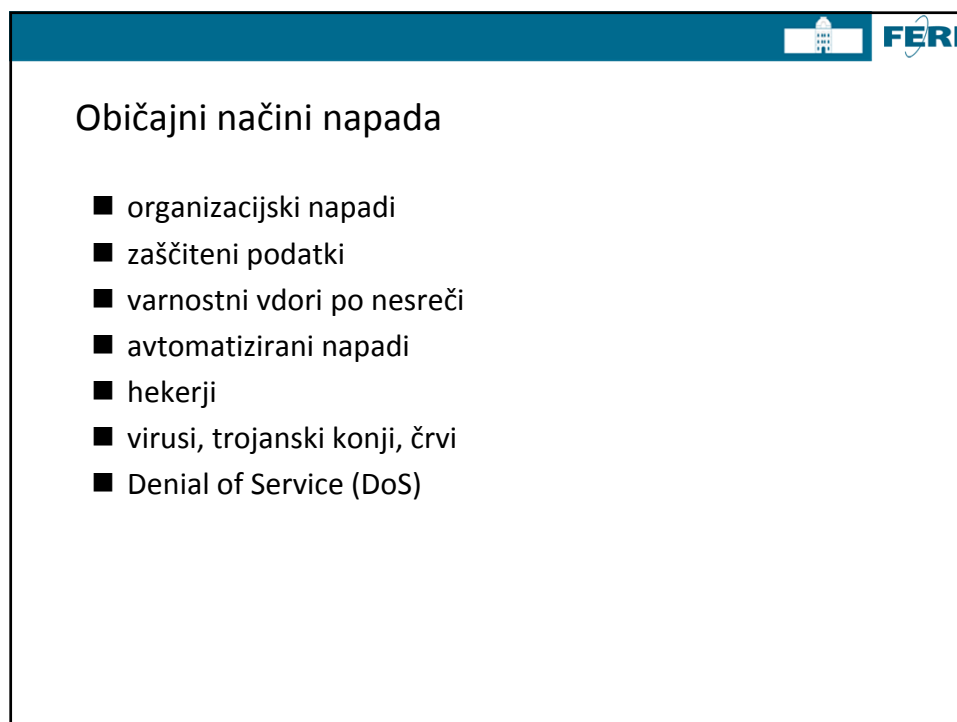 FERI
Običajni načini napada
organizacijski napadi
zaščiteni podatki
varnostni vdori po nesreči
avtomatizirani napadi
hekerji
virusi, trojanski konji, črvi
Denial of Service (DoS)